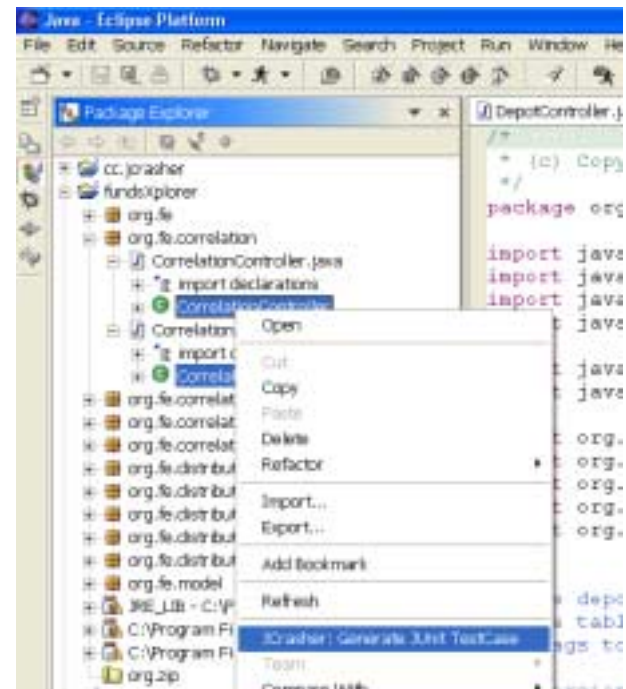 Java - Eclipse Platform
File Edit Source Refactor Navigate Search Project Run Window He
Package Explorer
DepotController.j
cc.jcrasher
fundsXplorer
org.fe
org.fe.correlation
CorrelationController.java
import declarations
CorrelationController
Correlation
import d
Correla
org.fe.correlat
org.fe.correlat
org.fe.correlat
org.fe.distribut
org.fe.distribut
org.fe.distribut
org.fe.distribut
org.fe.distribut
org.fe.model
JRE_LIB - C:\P
C:\Program Fi
C:\Program Fi
org.zip
Open
Cut
Copy
Paste
Delete
Refactor
Import...
Export...
Add Bookmark
Refresh
JCrasher: Generate JUnit TestCase
Team
Compare With
/*
* (c) Copy
*/
package org
import java
import java
import java
t java
java
java
org.
org.
org.
org.
org.
depo
tabl
gs to